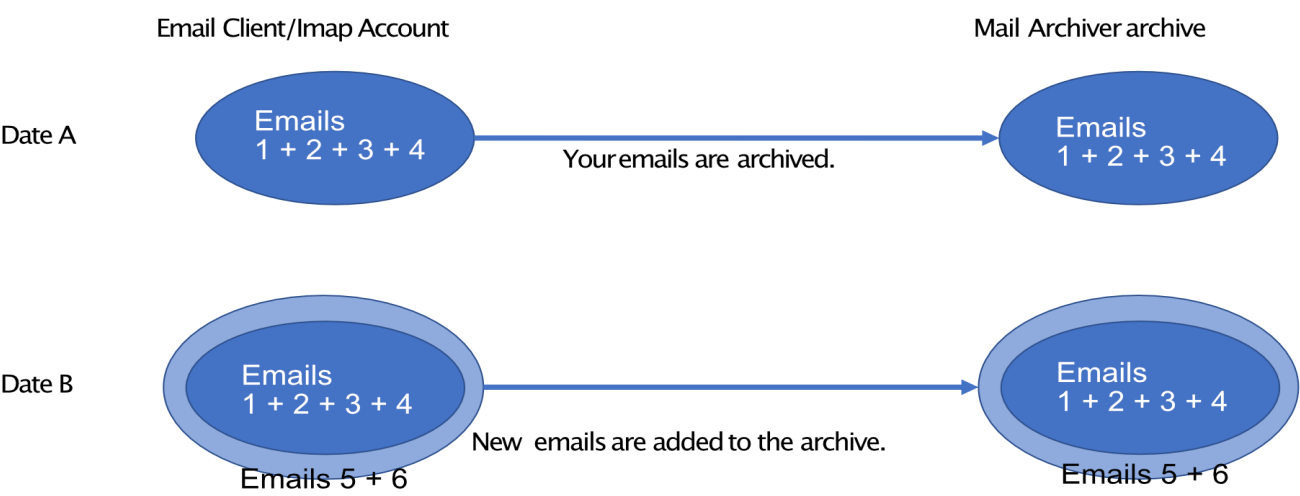 Email Client/Imap Account
Mail Archiver archive
Date A
Emails
1 + 2 + 3 + 4
Your emails are archived.
Emails
1 + 2 + 3 + 4
Date B
Emails
1 + 2 + 3 + 4
New emails are added to the archive.
Emails
1 + 2 + 3 + 4
Emails 5 + 6
Emails 5 + 6